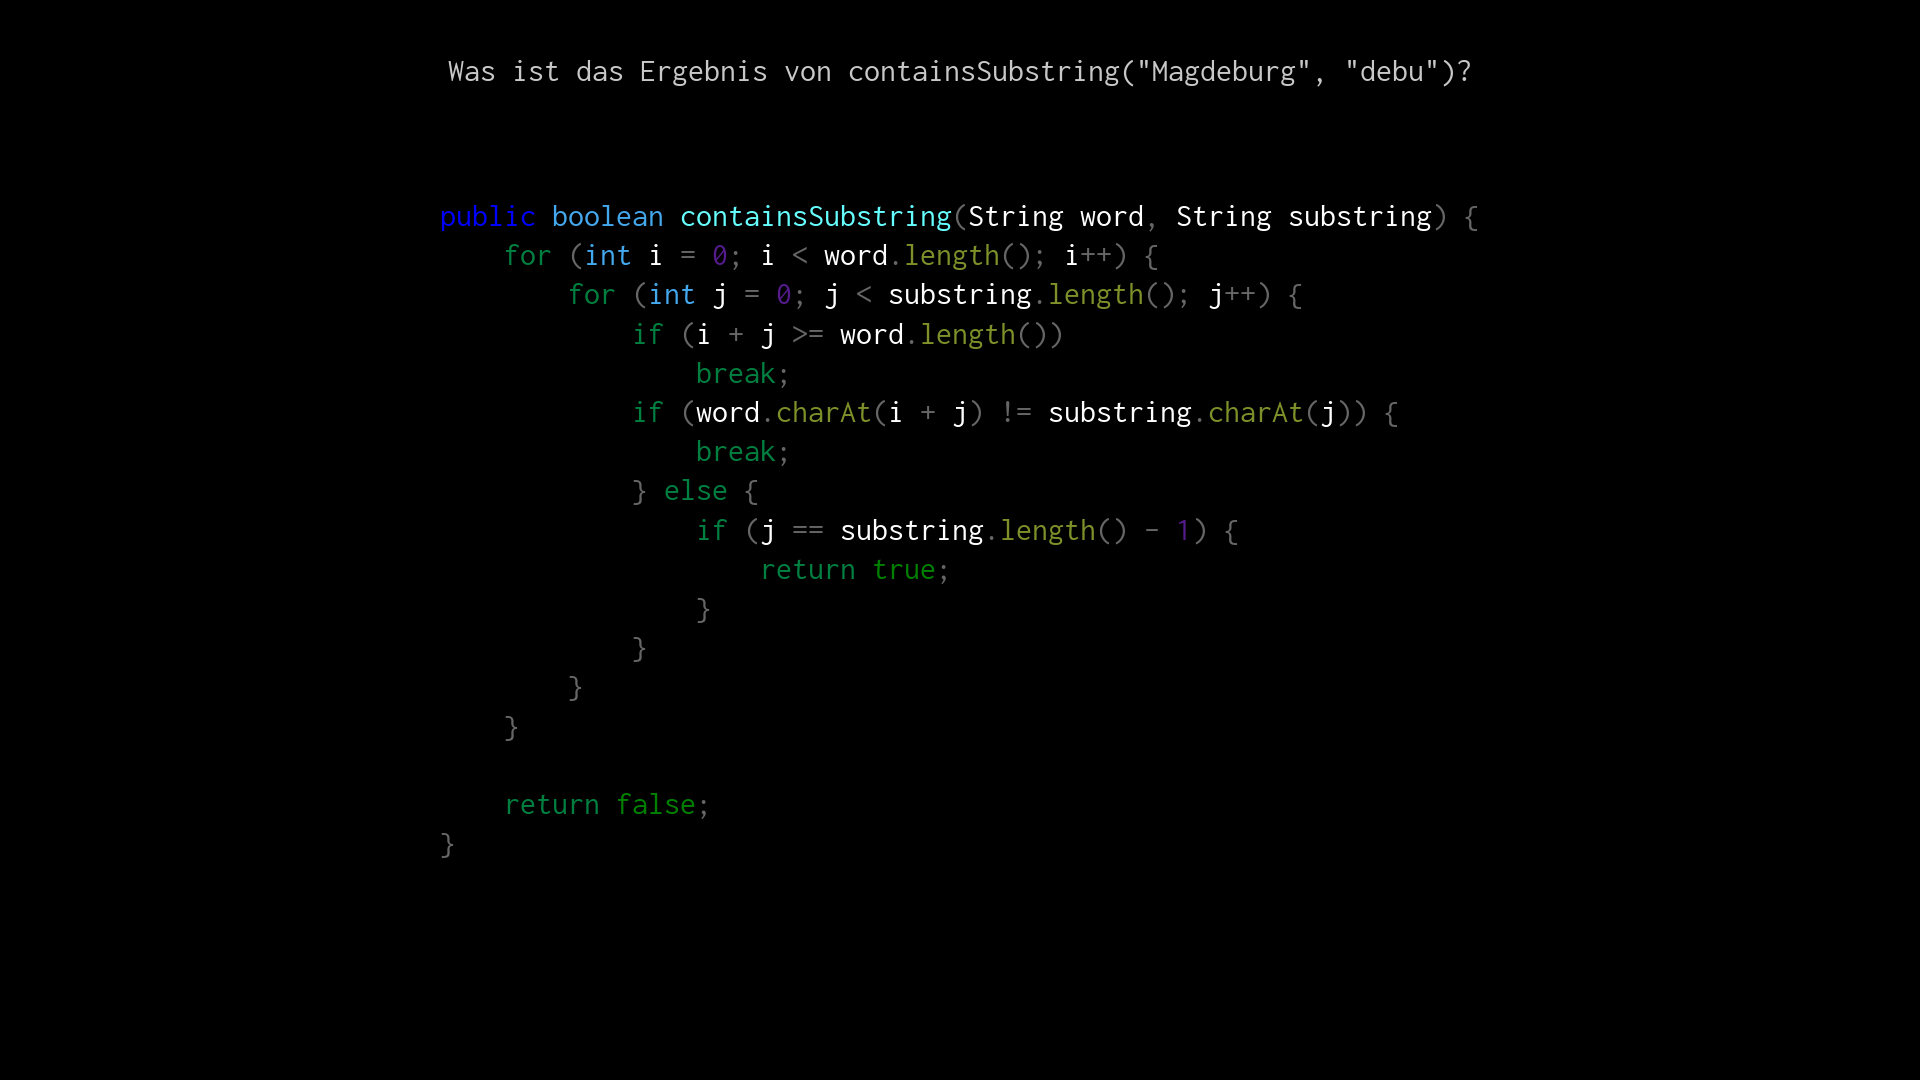 Was ist das Ergebnis von containsSubstring("Magdeburg", "debu")?
public boolean containsSubstring(String word, String substring) {
    for (int i = 0; i < word.length(); i++) {
        for (int j = 0; j < substring.length(); j++) {
            if (i + j >= word.length())
                break;
            if (word.charAt(i + j) != substring.charAt(j)) {
                break;
            } else {
                if (j == substring.length() - 1) {
                    return true;
                }
            }
        }
    }

    return false;
}